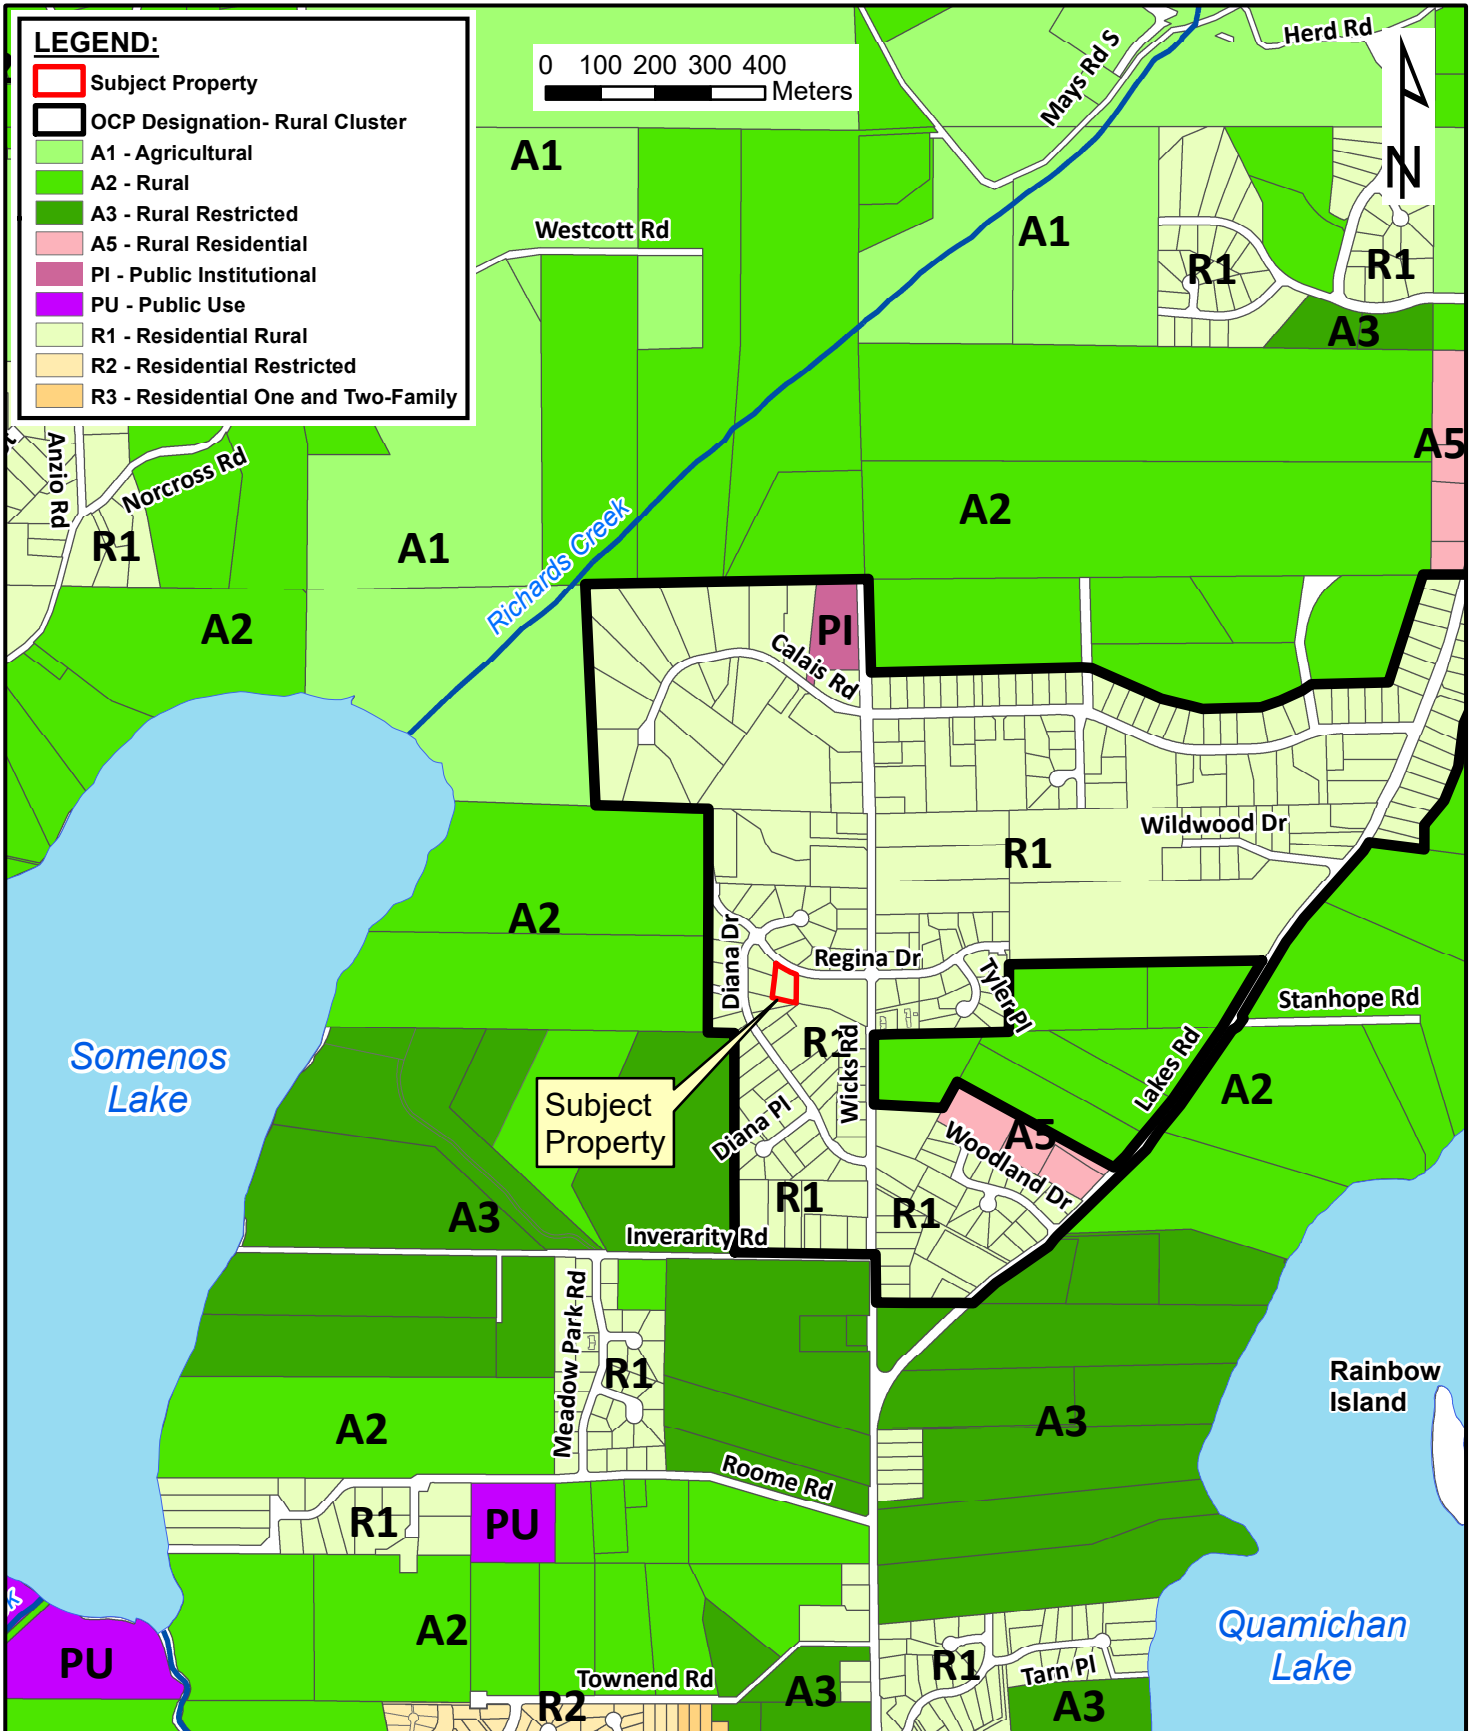 LEGEND:
Subject Property
OCP Designation- Rural Cluster
A1 - Agricultural
A2 - Rural
A3 - Rural Restricted
A5 - Rural Residential
PI - Public Institutional
PU - Public Use
R1 - Residential Rural
R2 - Residential Restricted
R3 - Residential One and Two-Family
0 100 200 300 400
Meters
Mays Rd S
Herd Rd
N
A1
Westcott Rd
A1
R1
R1
A3
A5
Anzio Rd
Norcross Rd
R1
A1
A2
Richards Creek
A2
PI
Calais Rd
Wildwood Dr
R1
A2
Diana Dr
Regina Dr
Tyler Pl
Stanhope Rd
Somenos
Lake
R1
Wicks Rd
Lakes Rd
A2
Subject
Property
Diana Pl
A5
Woodland Dr
A3
R1
R1
Inverarity Rd
Meadow Park Rd
R1
Rainbow
Island
A2
A3
Roome Rd
R1
PU
k
A2
PU
Quamichan
Lake
R1
Tarn Pl
Townend Rd
A3
A3
R2